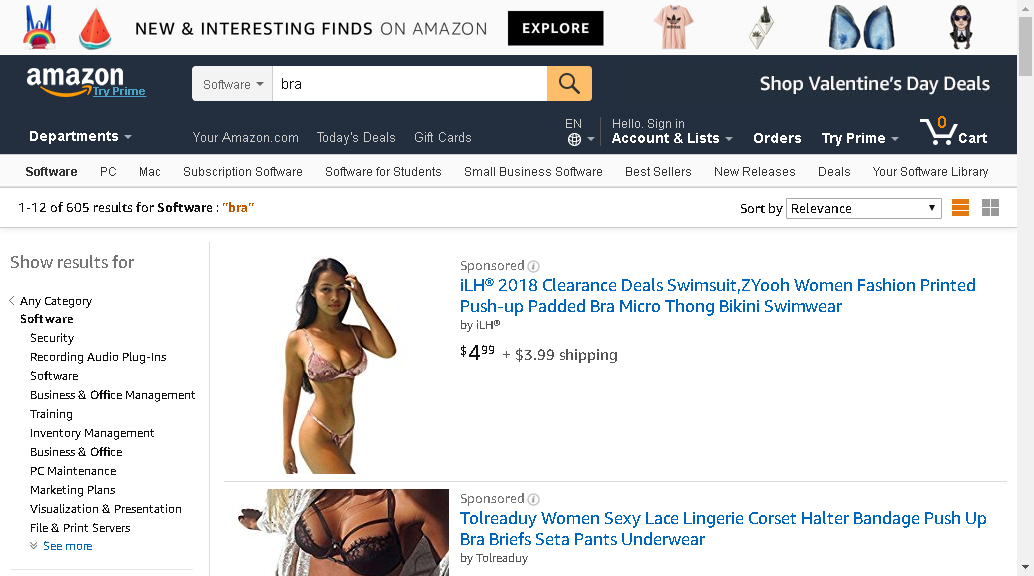 NEW & INTERESTING FINDS ON AMAZON EXPLORE
amazon
Try Prime
Software bra
Shop Valentine's Day Deals
Departments
Your Amazon.com Today's Deals Gift Cards
EN
Hello. Sign in
Account & Lists
Orders
Try Prime
0
Cart
Software PC Mac Subscription Software Software for Students Small Business Software Best Sellers New Releases Deals Your Software Library
1-12 of 605 results for Software : "bra"
Sort by Relevance
Show results for
Any Category
Software
Security
Recording Audio Plug-Ins
Software
Business & Office Management
Training
Inventory Management
Business & Office
PC Maintenance
Marketing Plans
Visualization & Presentation
File & Print Servers
See more
Sponsored
iLH® 2018 Clearance Deals Swimsuit,ZYooh Women Fashion Printed
Push-up Padded Bra Micro Thong Bikini Swimwear
by iLH®
$4.99 + $3.99 shipping
Sponsored
Tolreaduy Women Sexy Lace Lingerie Corset Halter Bandage Push Up
Bra Briefs Seta Pants Underwear
by Tolreaduy